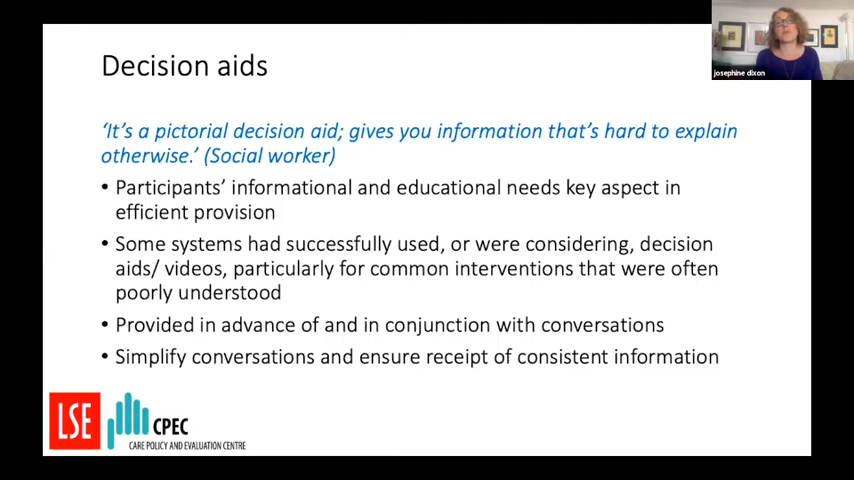 josephine dixon
Decision aids
‘It’s a pictorial decision aid; gives you information that’s hard to explain
otherwise.’ (Social worker)
• Participants’ informational and educational needs key aspect in
efficient provision
• Some systems had successfully used, or were considering, decision
aids/ videos, particularly for common interventions that were often
poorly understood
• Provided in advance of and in conjunction with conversations
• Simplify conversations and ensure receipt of consistent information
LSE
CPEC
CARE POLICY AND EVALUATION CENTRE